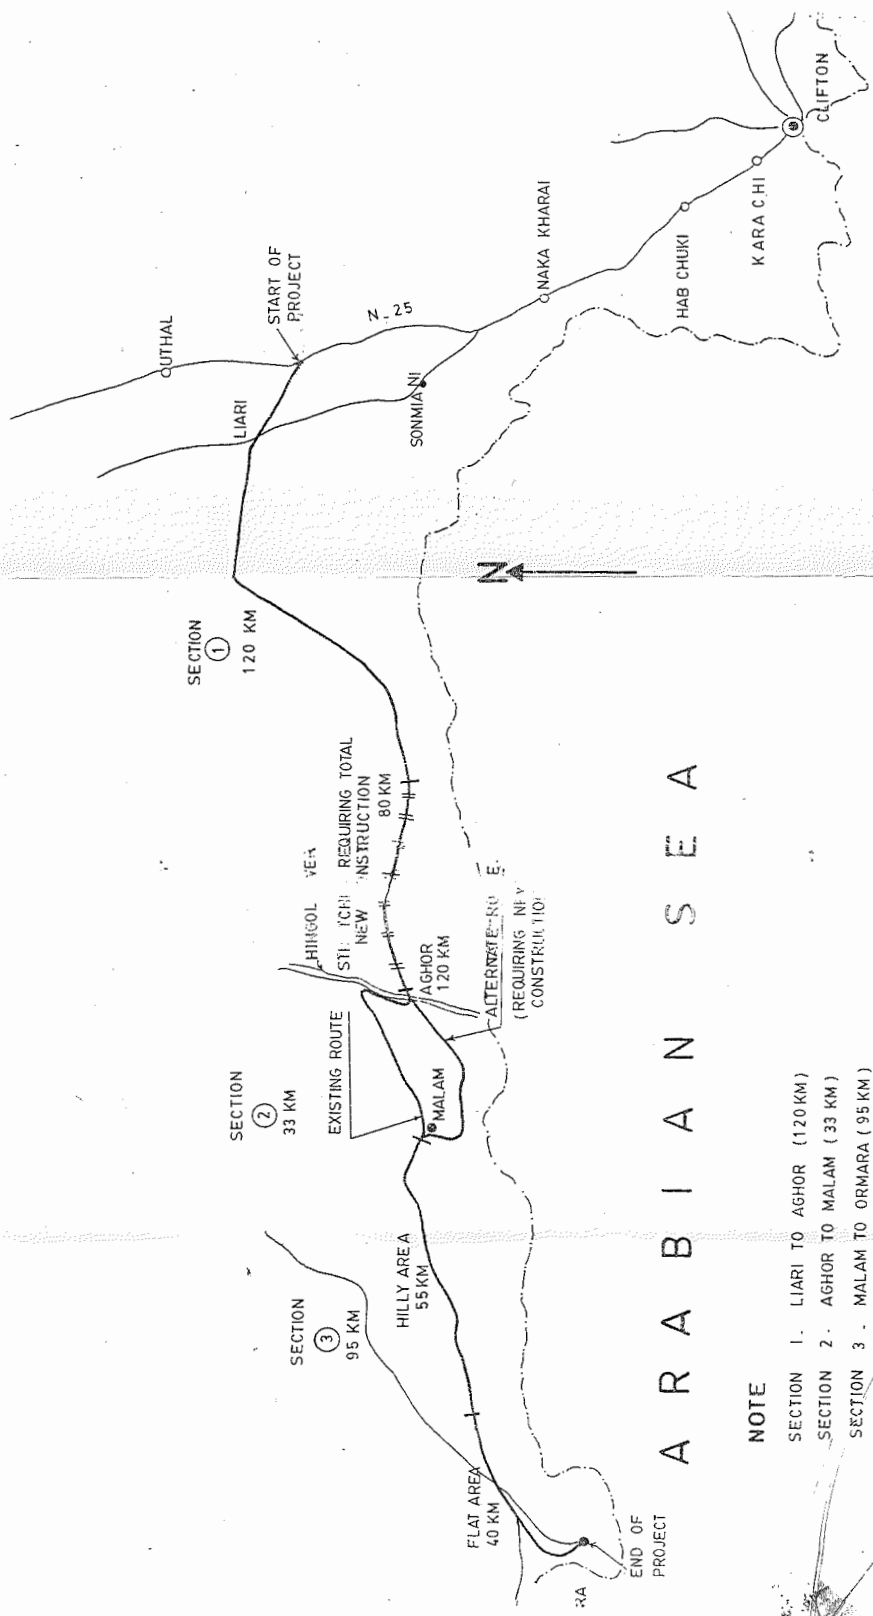 UTHAL
START OF
PROJECT
LIARI
N-25
SONMIANI
NAKA KHARAI
HAB CHUKI
KARACHI
CLIFTON
N
SECTION
1
120 KM
REQUIRING TOTAL
NEW
80 KM
HINGOL
AGHOR
120 KM
(REQUIRING
SECTION
2
33 KM
EXISTING ROUTE
MALAM
SECTION
3
95 KM
HILLY AREA
55 KM
FLAT AREA
40 KM
END OF
PROJECT
RA
ARABIAN SEA
NOTE
SECTION 1. LIARI TO AGHOR (120 KM)
SECTION 2. AGHOR TO MALAM (33 KM)
SECTION 3. MALAM TO ORMARA (95 KM)